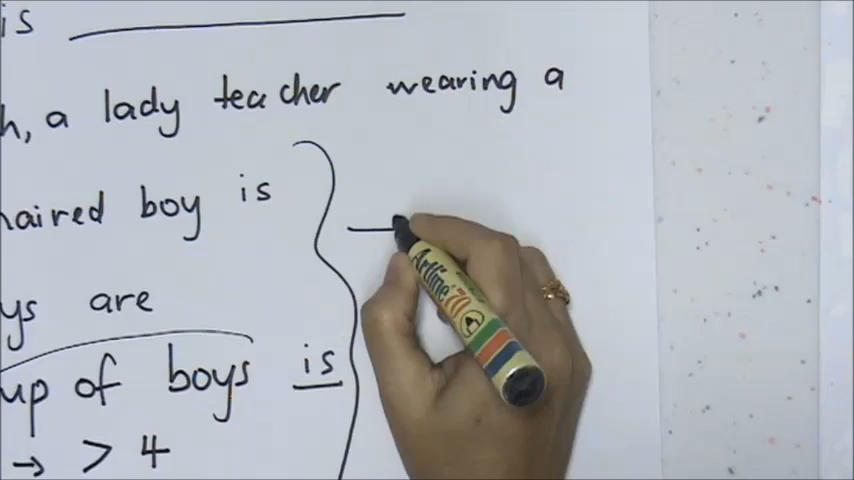 is
h, a lady teacher wearing a
haired boy is
ys are
up of boys is
→ > 4
Artline 70